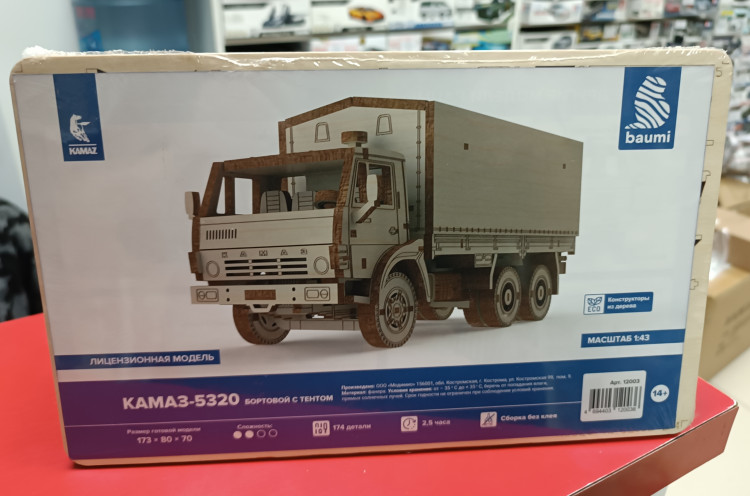 KAMAZ
baumi
КАМАЗ
ECO
Конструкторы
из дерева
МАСШТАБ 1:43
ЛИЦЕНЗИОННАЯ МОДЕЛЬ
КАМАЗ-5320 БОРТОВОЙ С ТЕНТОМ
Арт. 12003
14+
Размер готовой модели
173 × 80 × 70
Сложность:
174 детали
2,5 часа
Сборка без клея